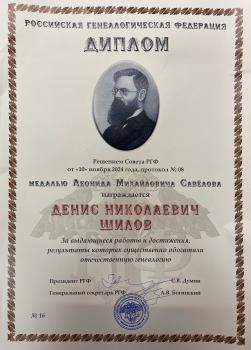 РОССИЙСКАЯ ГЕНЕАЛОГИЧЕСКАЯ ФЕДЕРАЦИЯ
ДИПЛОМ
Решением Совета РГФ
от «10» ноября 2024 года, протокол № 08
МЕДАЛЬЮ ЛЕОНИДА МИХАЙЛОВИЧА САВЁЛОВА
награждается
ДЕНИС НИКОЛАЕВИЧ
ШИЛОВ
За выдающиеся работы и достижения,
результаты которых существенно обогатили
отечественную генеалогию
Президент РГФ С.В. Думин
Генеральный секретарь РГФ А.В. Богинский
№ 16